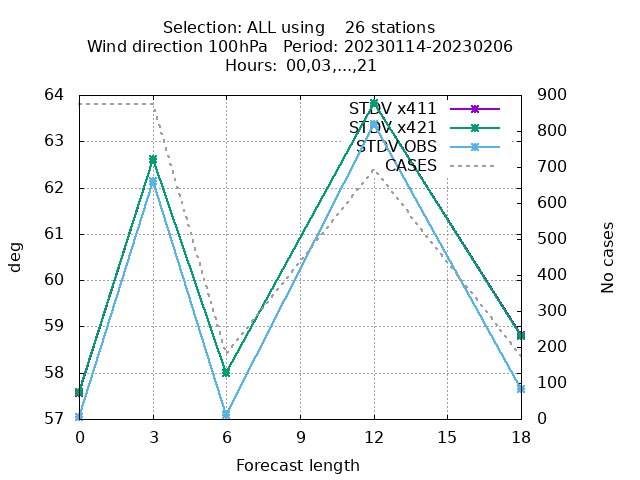 Selection: ALL using    26 stations
Wind direction 100hPa   Period: 20230114-20230206
Hours: 00,03,...,21
STDV x411
STDV x421
STDV OBS
CASES
64
63
62
61
60
59
58
57
900
800
700
600
500
400
300
200
100
0
deg
No cases
0 3 6 9 12 15 18
Forecast length